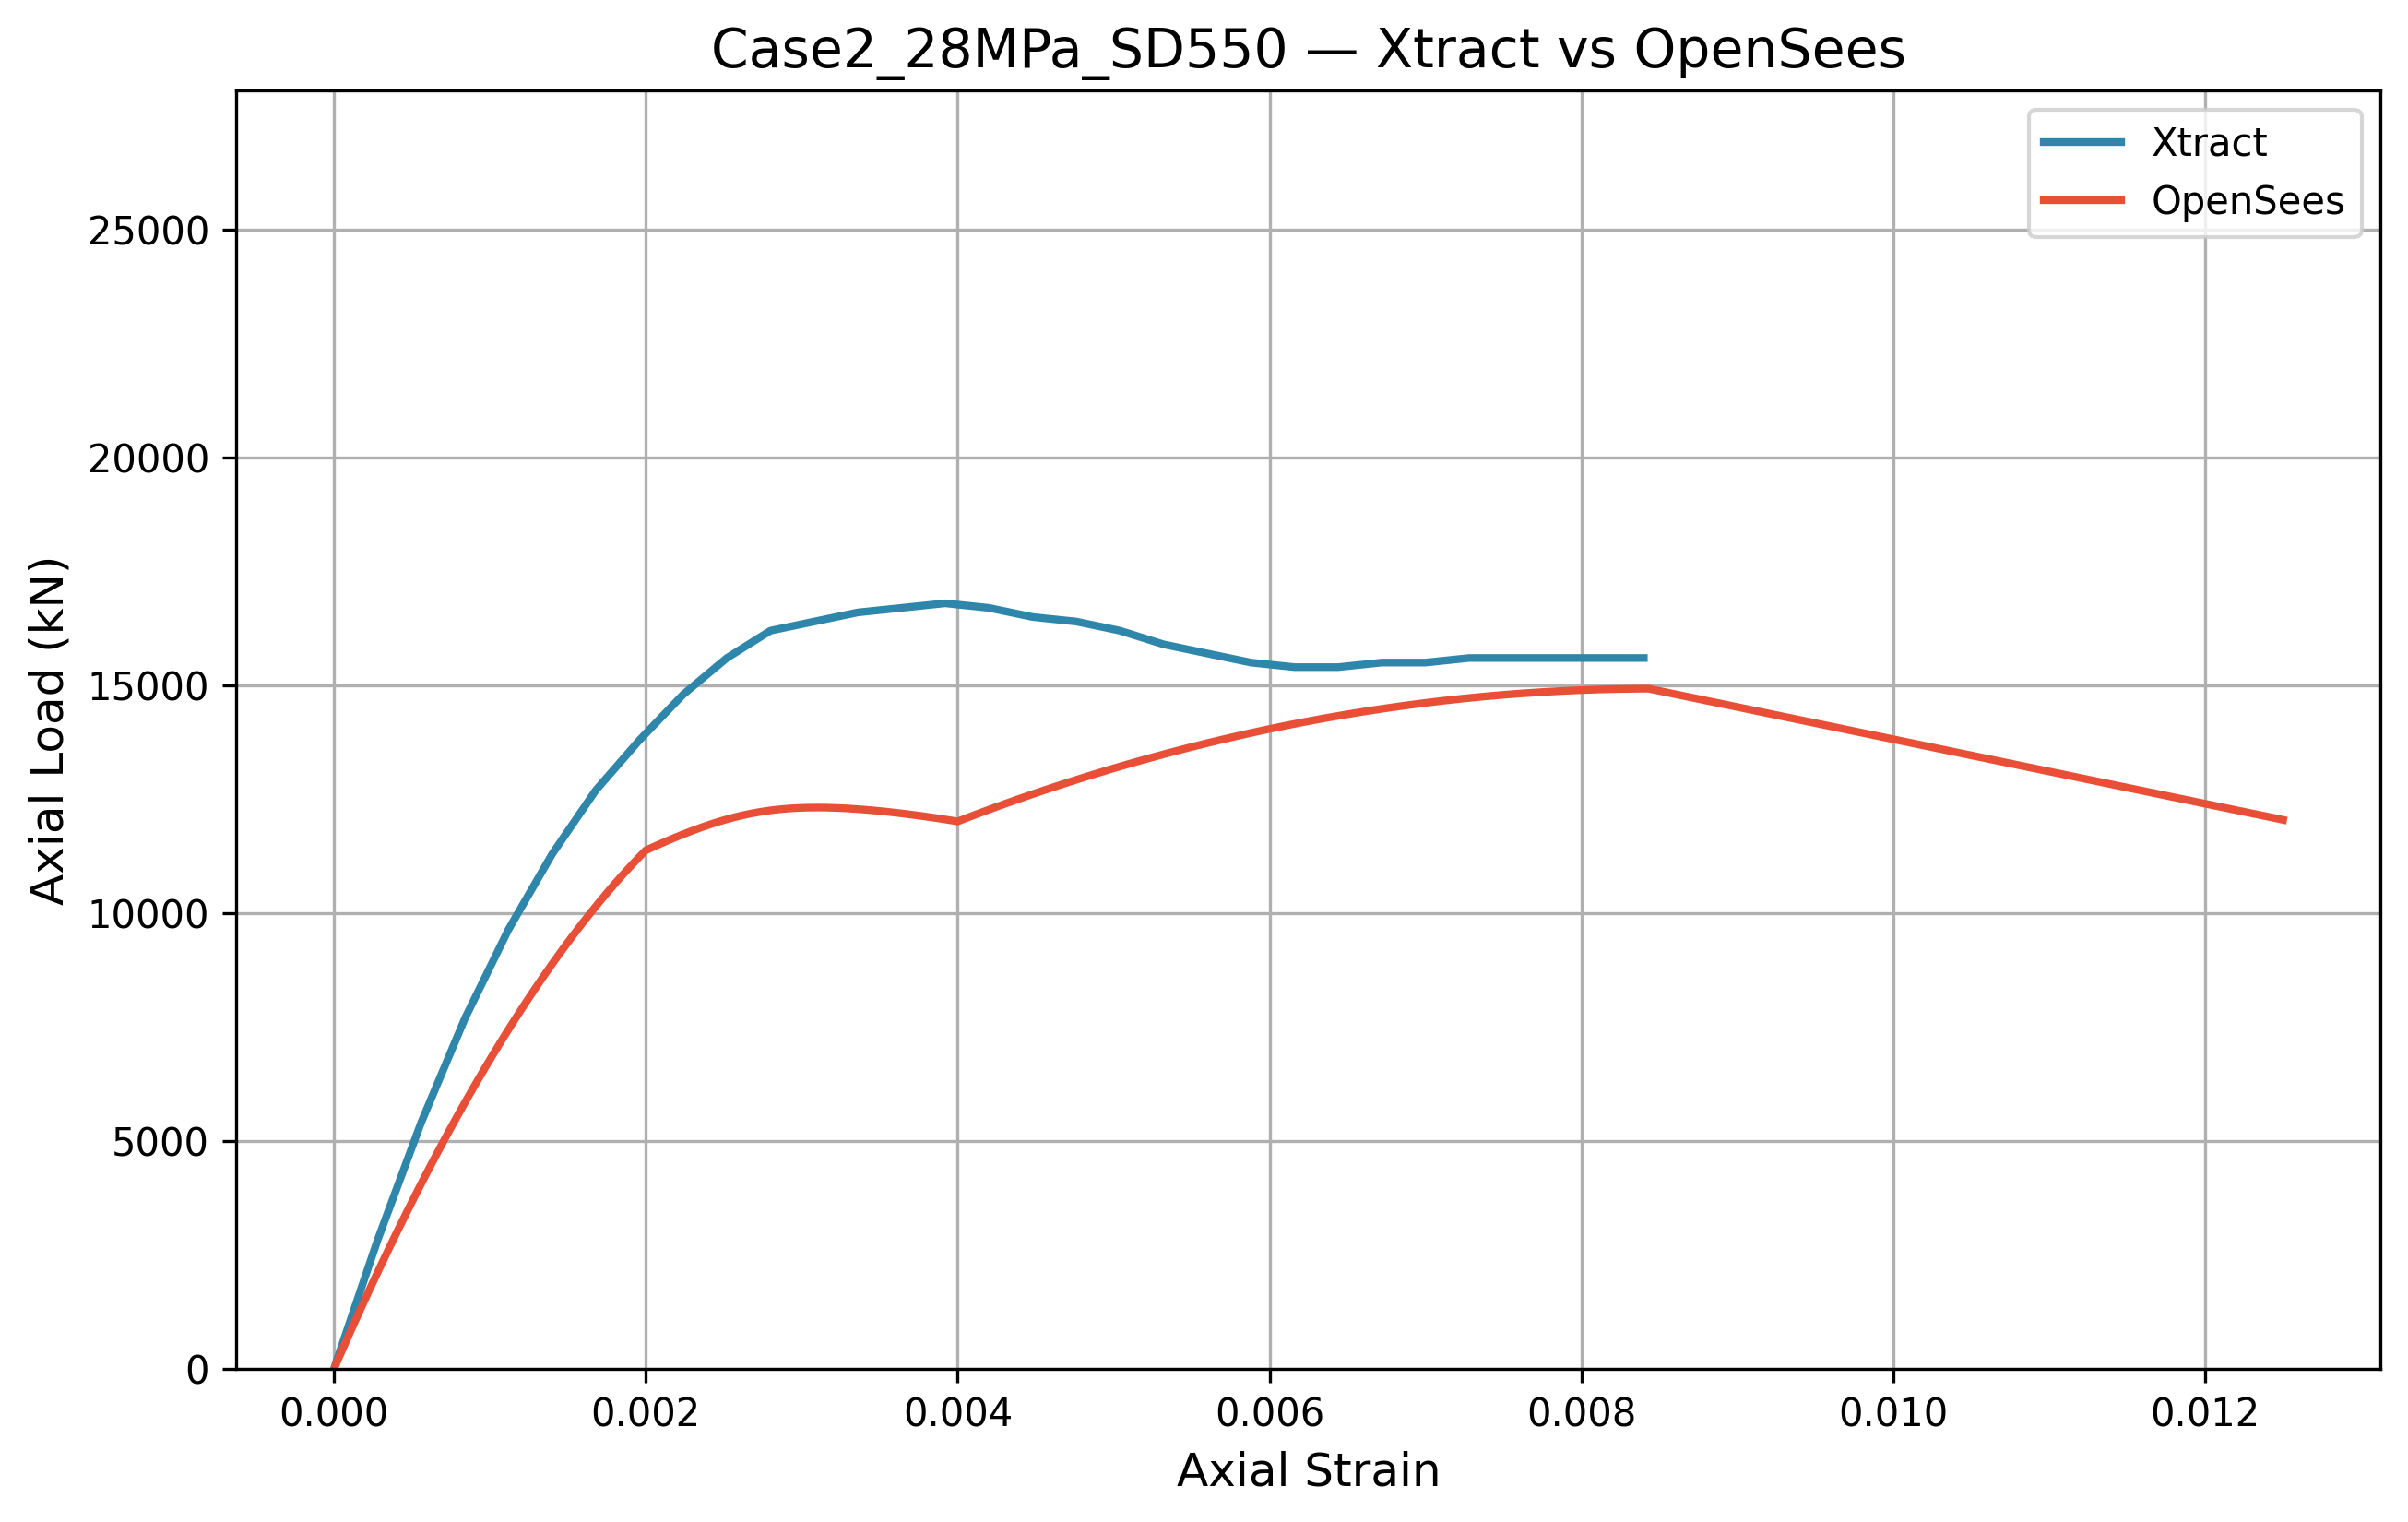 Case2_28MPa_SD550 — Xtract vs OpenSees
Xtract
OpenSees
Axial Load (kN)
25000
20000
15000
10000
5000
0
0.000 0.002 0.004 0.006 0.008 0.010 0.012
Axial Strain